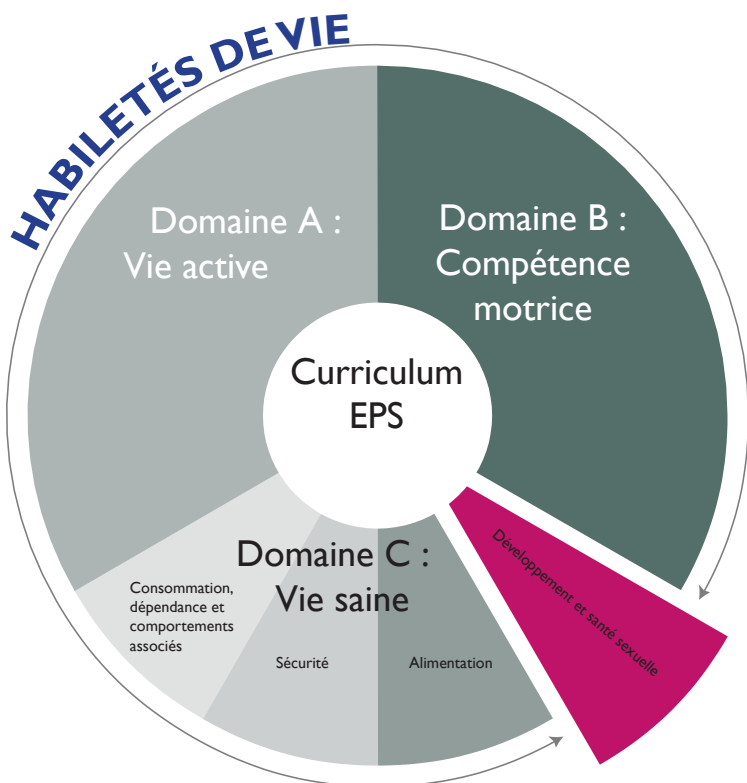 HABILETÉS DE VIE
Domaine A :
Vie active
Domaine B :
Compétence
motrice
Curriculum
EPS
Domaine C :
Vie saine
Consommation,
dépendance et
comportements
associés
Sécurité
Alimentation
Développement et santé sexuelle